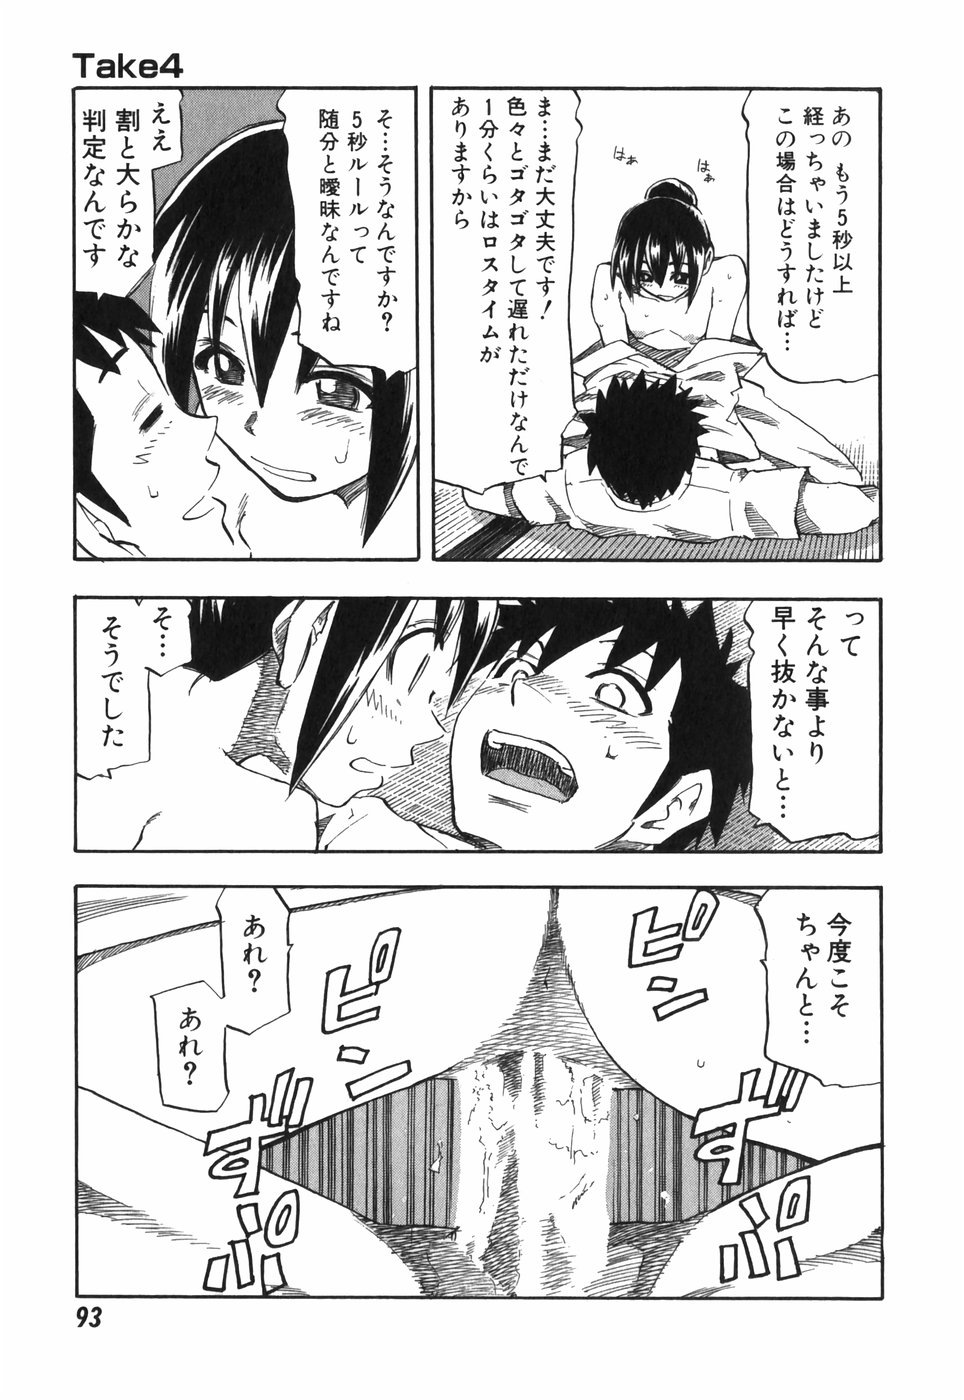 Take4
あの もう5秒以上
経っちゃいましたけど
この場合はどうすれば…
はぁ
はぁ
ま…まだ大丈夫です！
色々とゴタゴタして遅れただけなんで
1分くらいはロスタイムが
ありますから
そ…そうなんですか？
5秒ルールって
随分と曖昧なんですね
ええ
割と大らかな
判定なんです
って
そんな事より
早く抜かないと…
そ…
そうでした
今度こそ
ちゃんと…
ピン
ピン
あれ？
あれ？
ずずっ
ずずっ
ぬぽ
ぬぽ
93